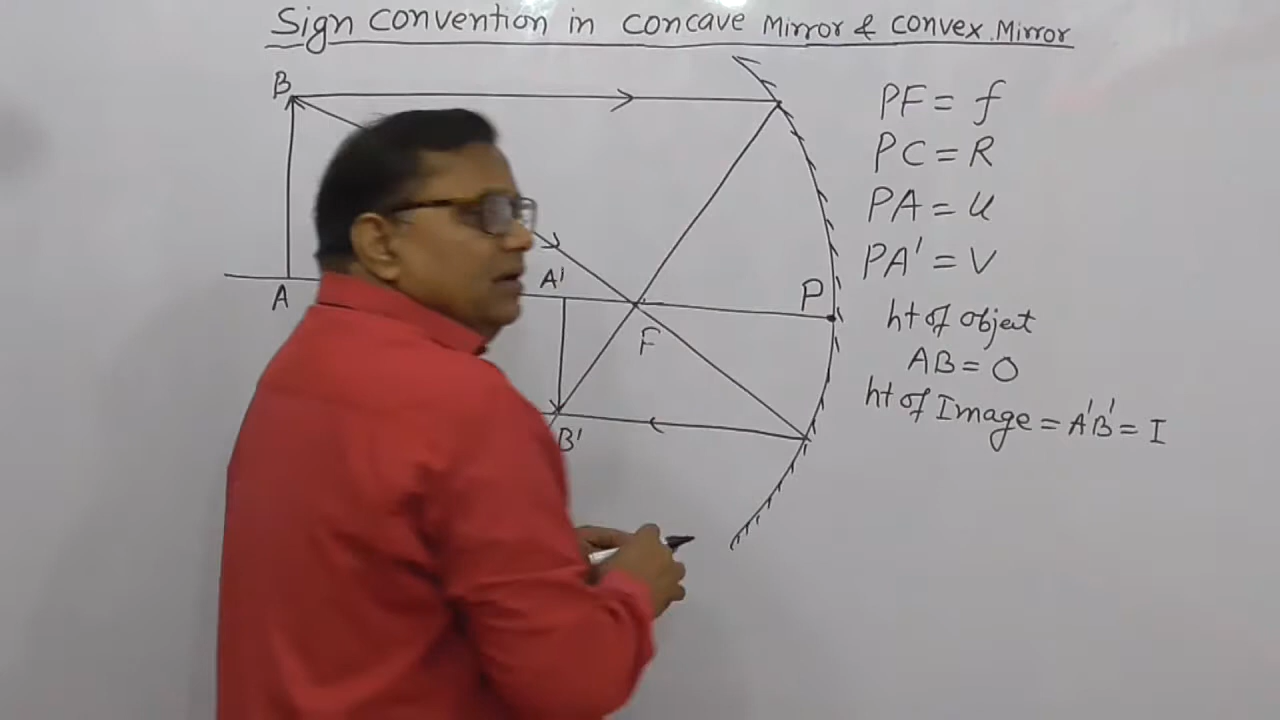 Sign Convention in Concave Mirror & Convex Mirror
B
A
A'
F
B'
P
PF = f
PC = R
PA = u
PA' = V
ht of object
AB = O
ht of Image = A'B' = I